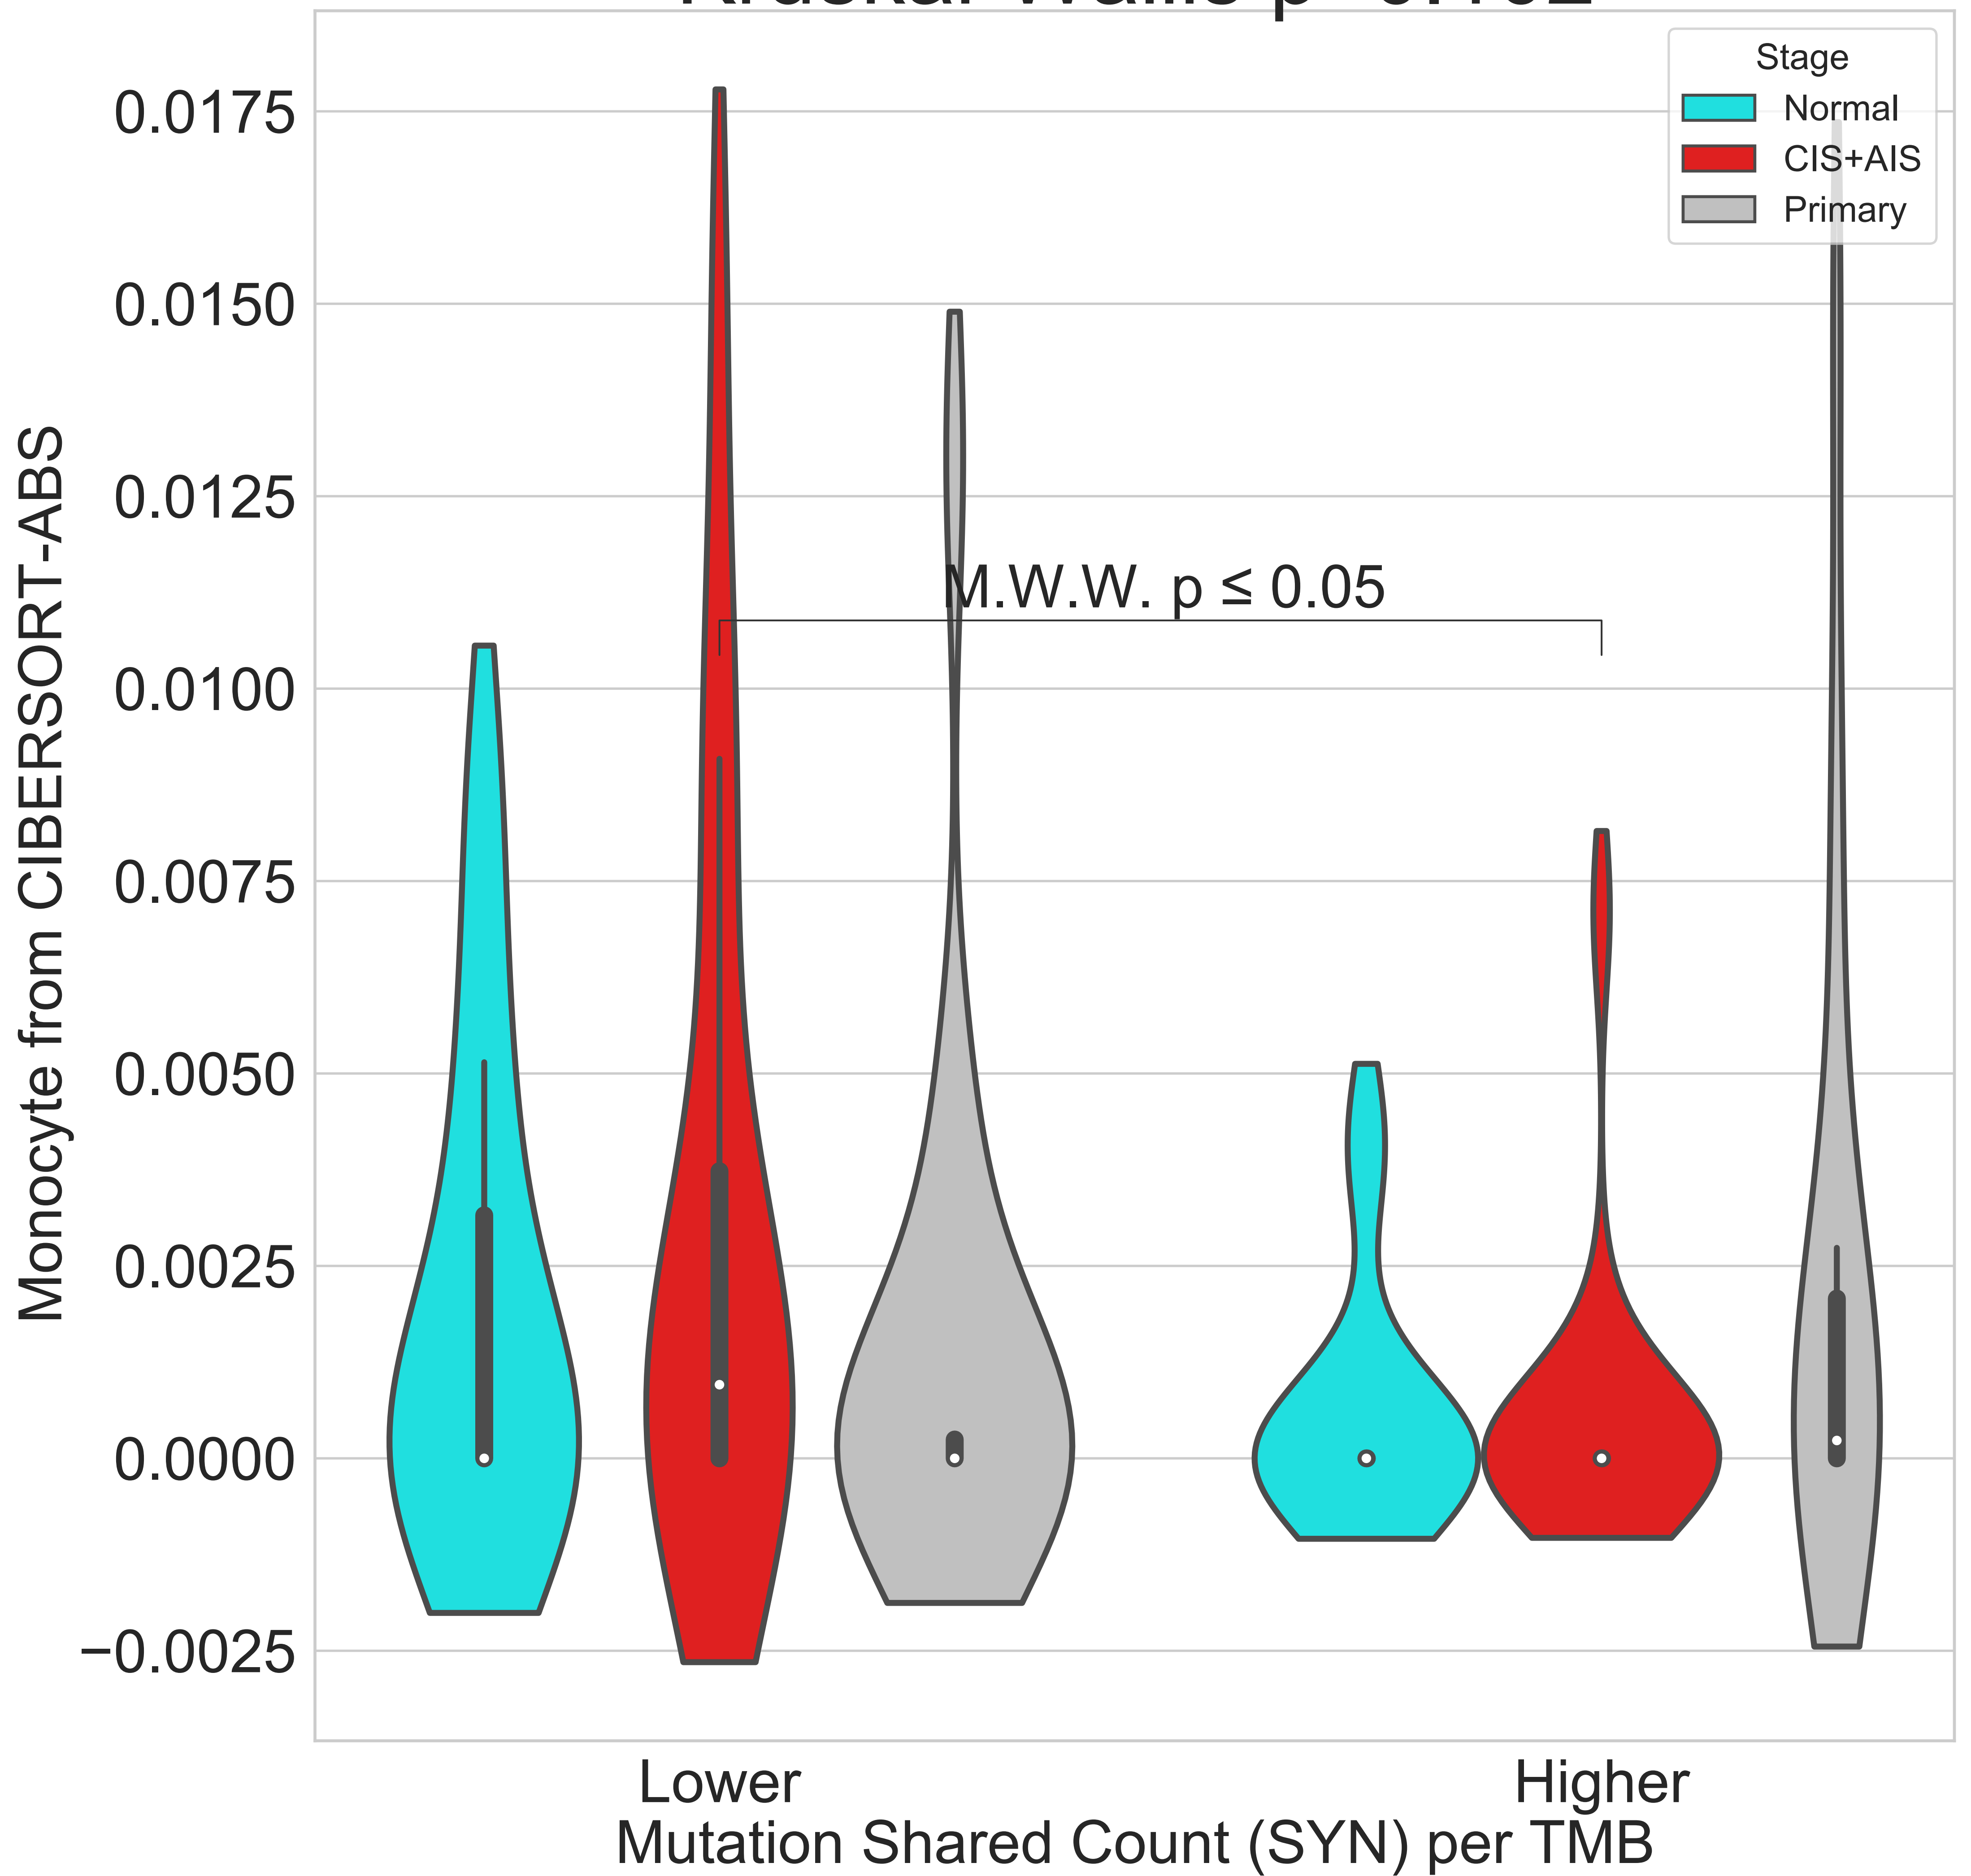 Stage
Normal
CIS+AIS
Primary
0.0175
0.0150
0.0125
0.0100
0.0075
0.0050
0.0025
0.0000
−0.0025
Monocyte from CIBERSORT-ABS
M.W.W. p ≤ 0.05
Lower
Higher
Mutation Shared Count (SYN) per TMB